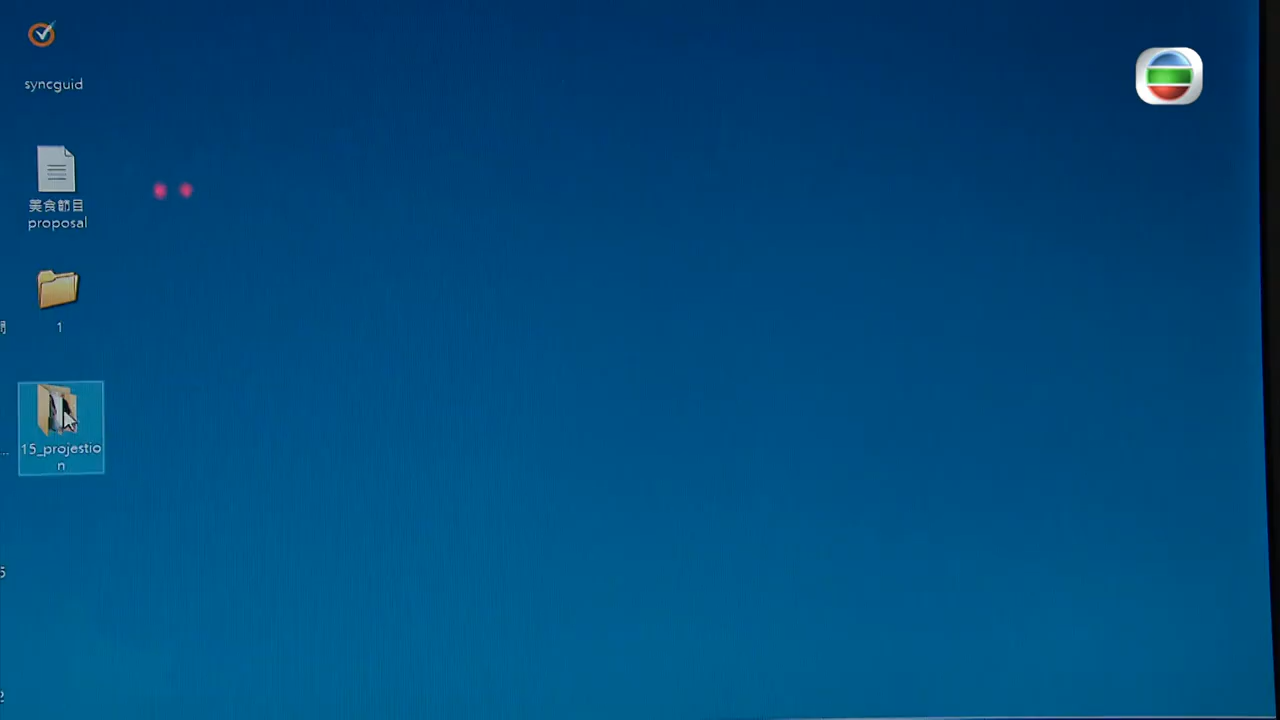 syncguid
美食節目
proposal
1
15_projestio
n